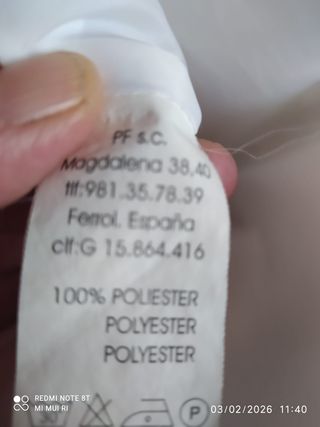 PF s.c.
Magdalena 38,40
tlf:981.35.78.39
Ferrol. España
cif:G 15.864.416
100% POLIESTER
POLYESTER
POLYESTER
30
P
REDMI NOTE 8T
MI MUI RI
03/02/2026 11:40